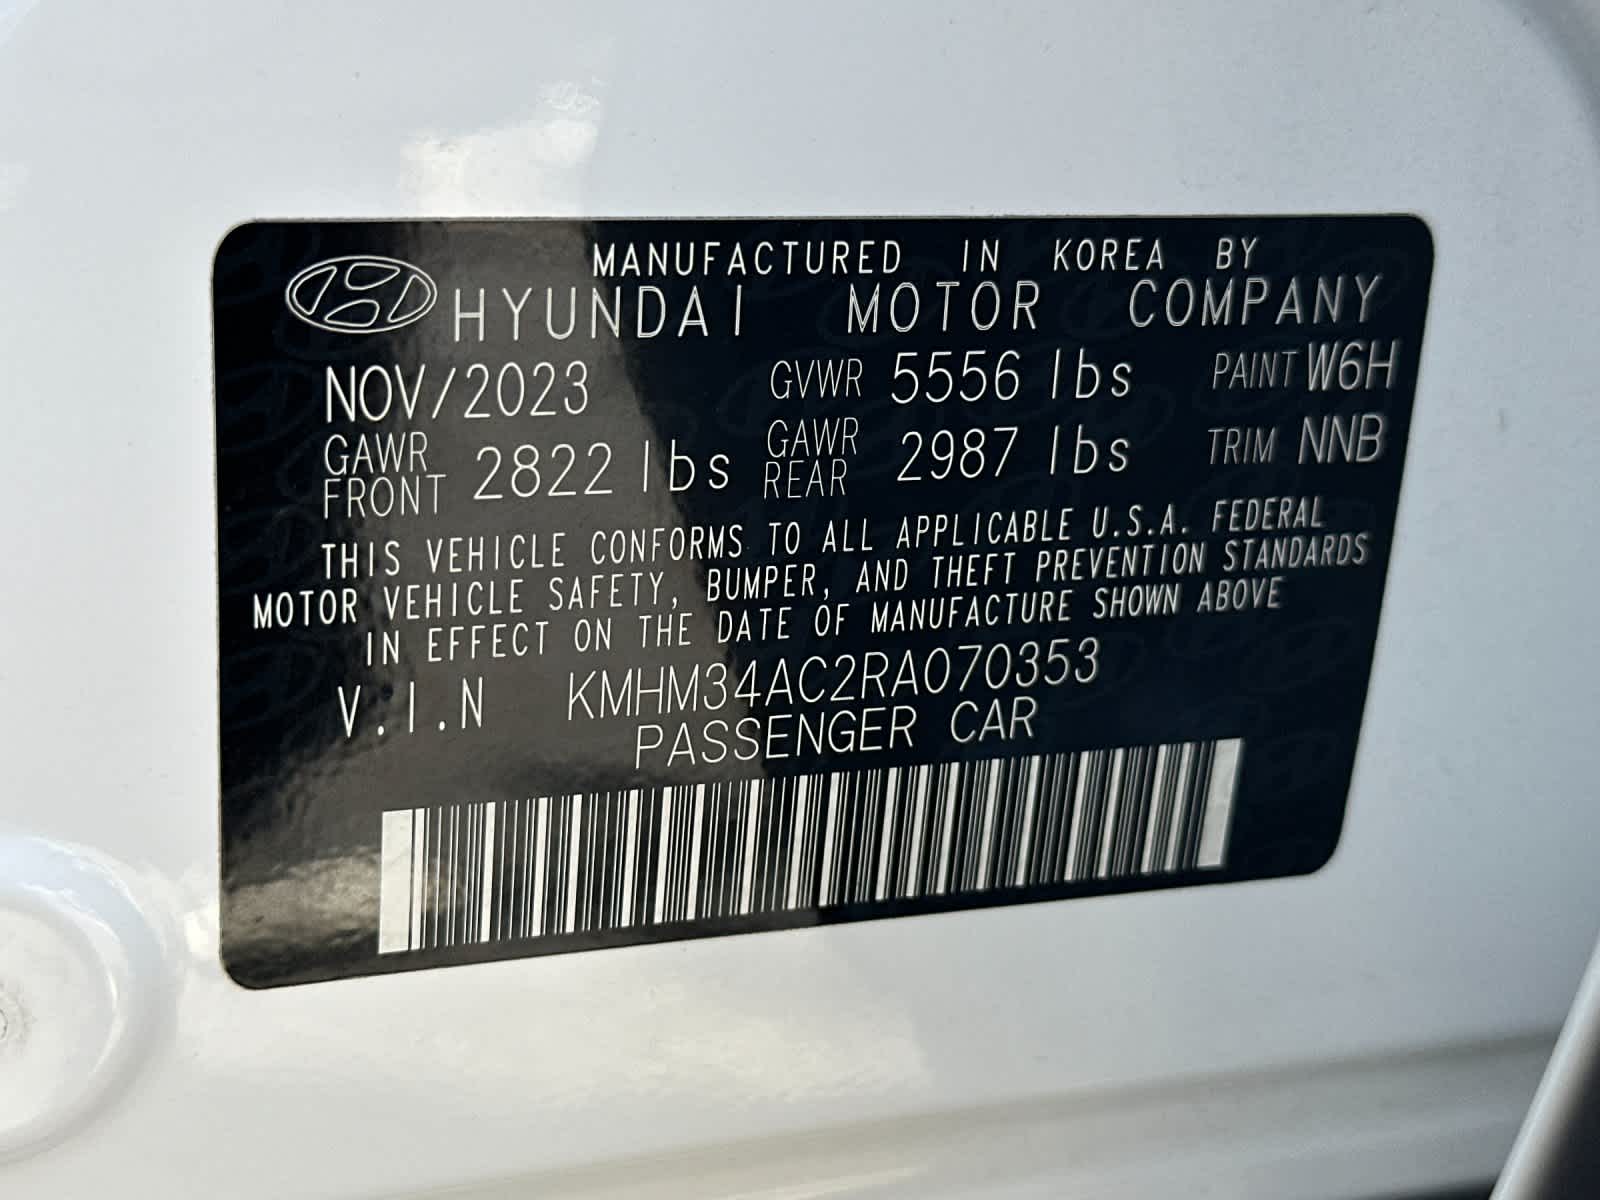 MANUFACTURED IN KOREA BY
HYUNDAI MOTOR COMPANY
NOV/2023 GVWR 5556 lbs PAINT W6H
GAWR FRONT 2822 lbs GAWR REAR 2987 lbs TRIM NNB
THIS VEHICLE CONFORMS TO ALL APPLICABLE U.S.A. FEDERAL
MOTOR VEHICLE SAFETY, BUMPER, AND THEFT PREVENTION STANDARDS
IN EFFECT ON THE DATE OF MANUFACTURE SHOWN ABOVE
V.I.N KMHM34AC2RA070353
PASSENGER CAR